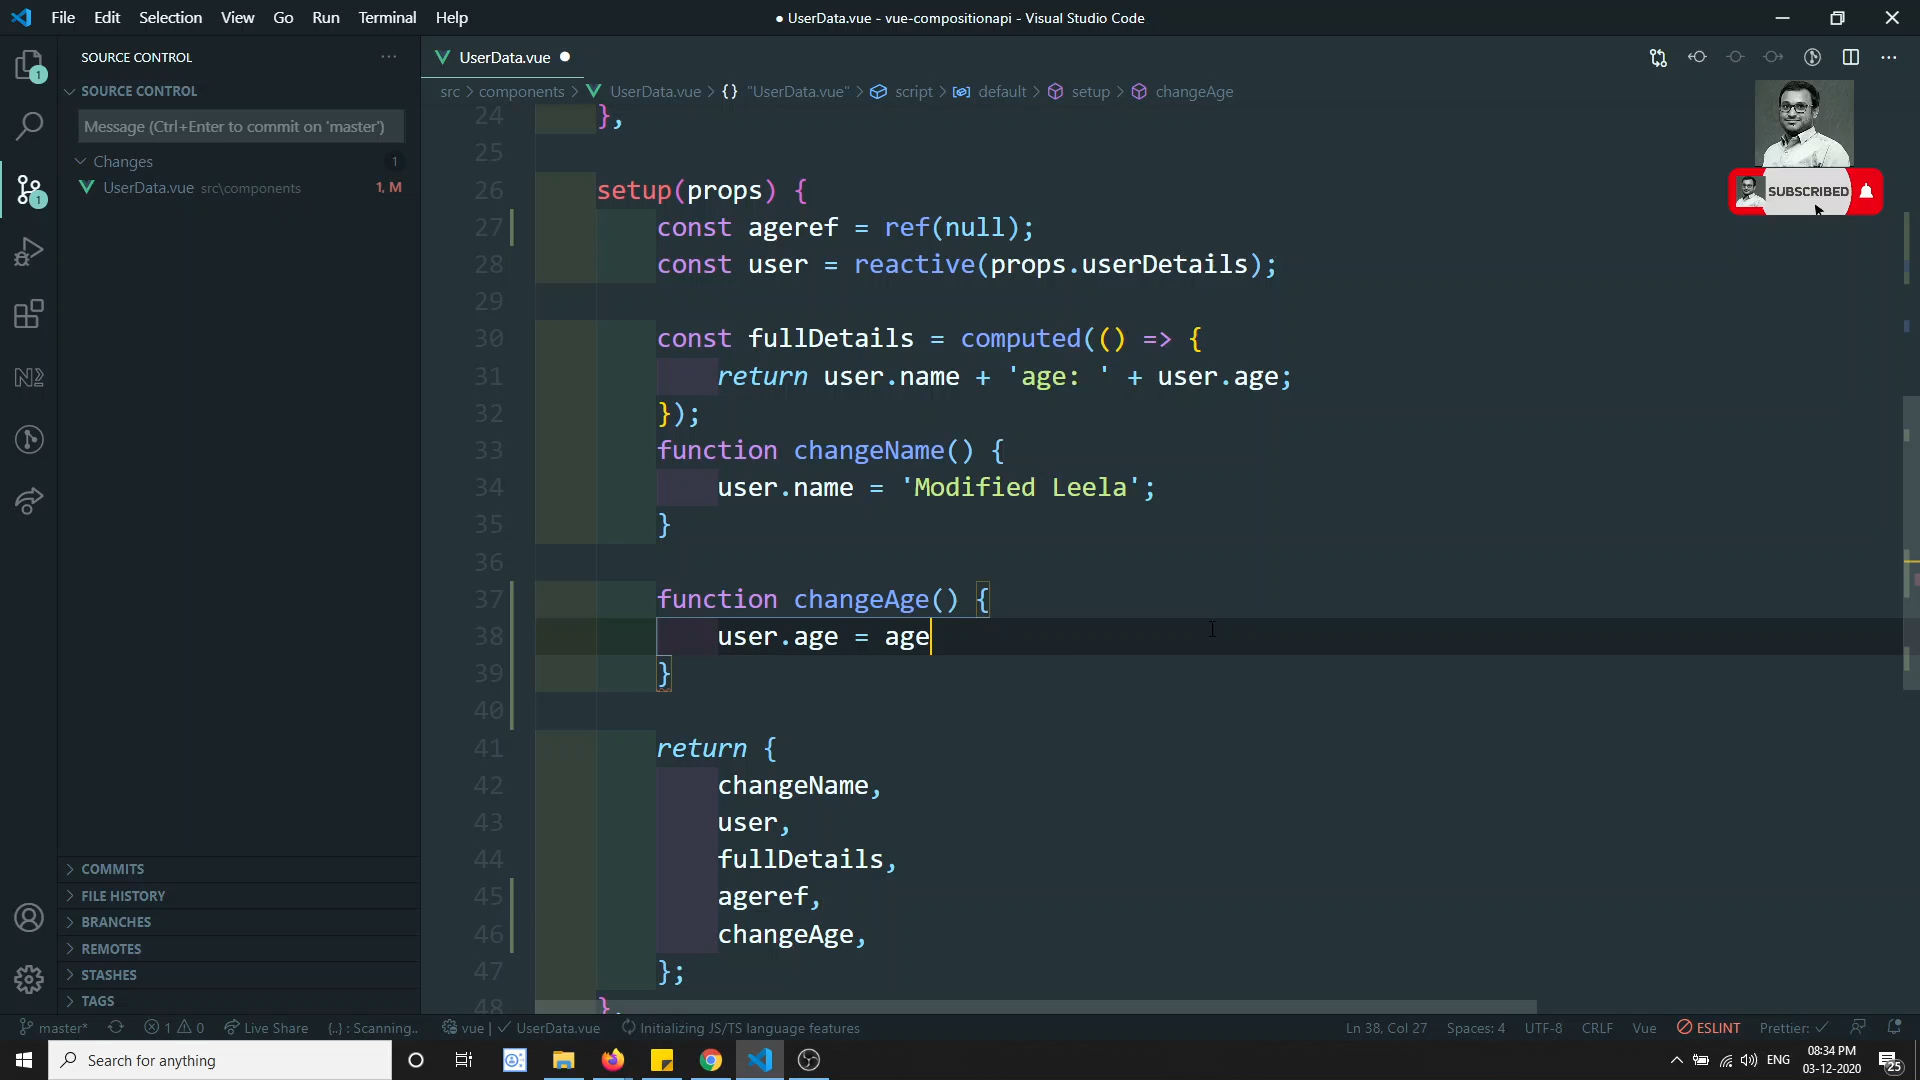 File Edit Selection View Go Run Terminal Help
● UserData.vue - vue-compositionapi - Visual Studio Code
SOURCE CONTROL ...
UserData.vue ●
SOURCE CONTROL
src > components > UserData.vue > {} "UserData.vue" > script > default > setup > changeAge
Message (Ctrl+Enter to commit on 'master')
Changes 1
UserData.vue src\components 1, M
SUBSCRIBED
24 },
25
26 setup(props) {
27 const ageref = ref(null);
28 const user = reactive(props.userDetails);
29
30 const fullDetails = computed(() => {
31 return user.name + 'age: ' + user.age;
32 });
33 function changeName() {
34 user.name = 'Modified Leela';
35 }
36
37 function changeAge() {
38 user.age = age
39 }
40
41 return {
42 changeName,
43 user,
44 fullDetails,
45 ageref,
46 changeAge,
47 };
48 },
1
1
COMMITS
FILE HISTORY
BRANCHES
REMOTES
STASHES
TAGS
master* 1 0 Live Share {..} : Scanning.. vue | ✓ UserData.vue Initializing JS/TS language features
Ln 38, Col 27 Spaces: 4 UTF-8 CRLF Vue ESLINT Prettier: ✓
Search for anything
ENG
08:34 PM
03-12-2020
25